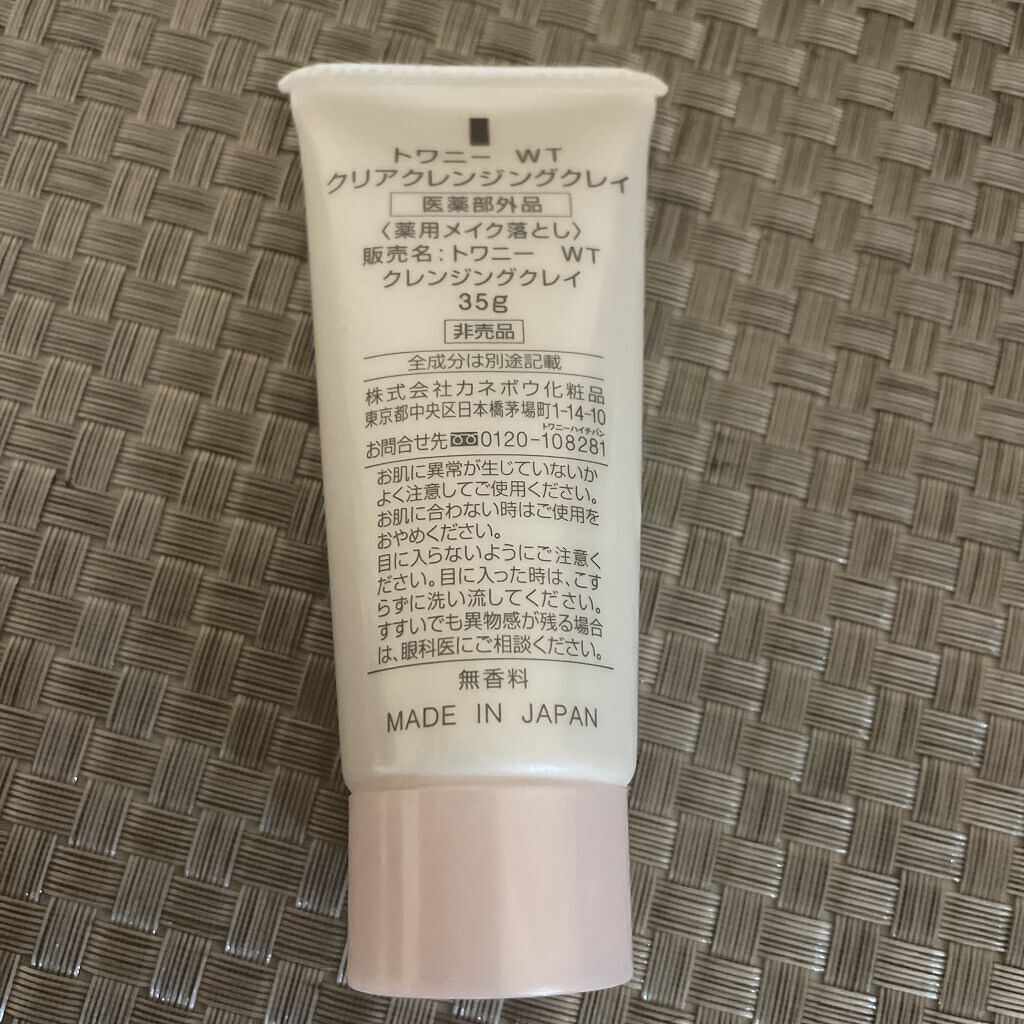 トワニー　WT
クリアクレンジングクレイ
医薬部外品
〈薬用メイク落とし〉
販売名：トワニー　WT
クレンジングクレイ
35g
非売品
全成分は別途記載
株式会社カネボウ化粧品
東京都中央区日本橋茅場町1-14-10
トワニーハイチバン
お問合せ先 0120-108281
お肌に異常が生じていないか
よく注意してご使用ください。
お肌に合わない時はご使用を
おやめください。
目に入らないようにご注意く
ださい。目に入った時は、こす
らずに洗い流してください。
すすいでも異物感が残る場合
は、眼科医にご相談ください。
無香料
MADE IN JAPAN